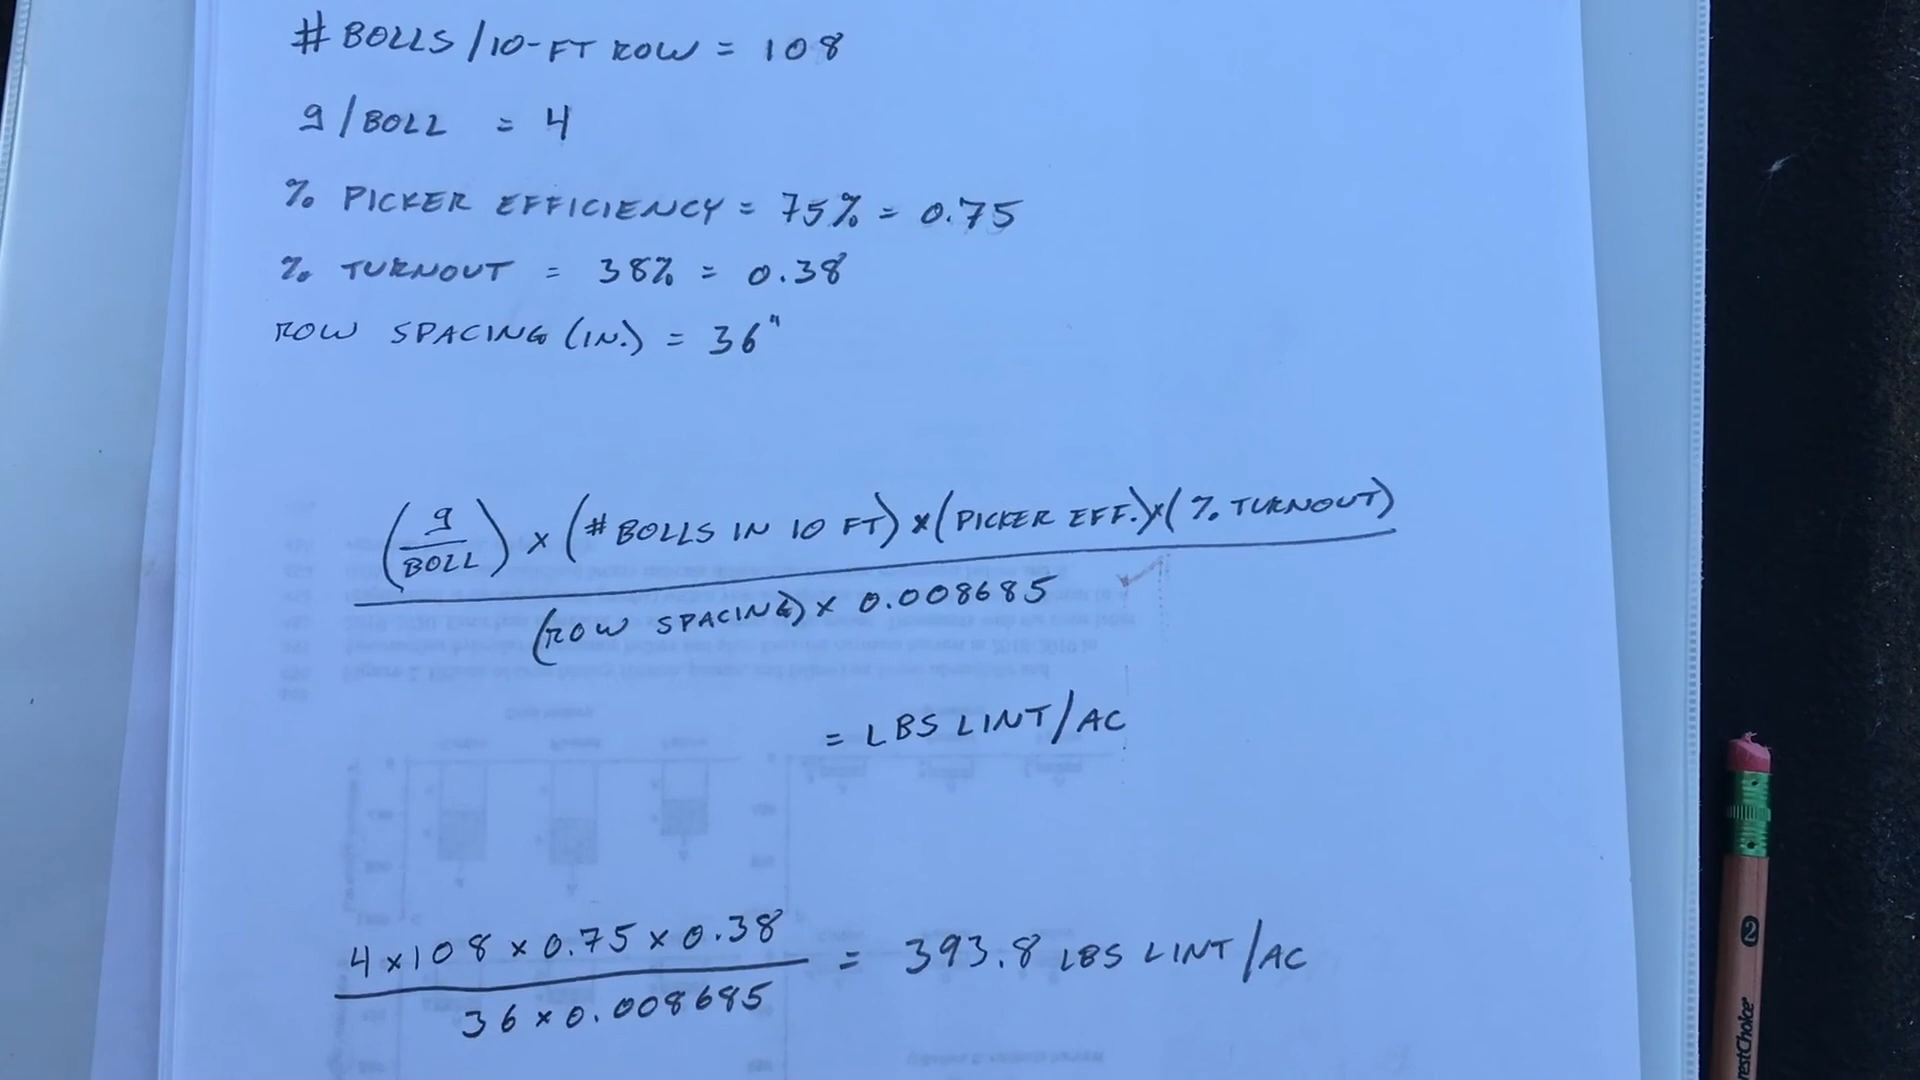 # BOLLS / 10-FT ROW = 108
g / BOLL = 4
% PICKER EFFICIENCY = 75% = 0.75
% TURNOUT = 38% = 0.38
ROW SPACING (IN.) = 36"
(g/BOLL) x (# BOLLS IN 10 FT) x (PICKER EFF.) x (% TURNOUT)
(ROW SPACING) x 0.008685
= LBS LINT/AC
4 x 108 x 0.75 x 0.38
36 x 0.008685
= 393.8 LBS LINT/AC
2
restChoice